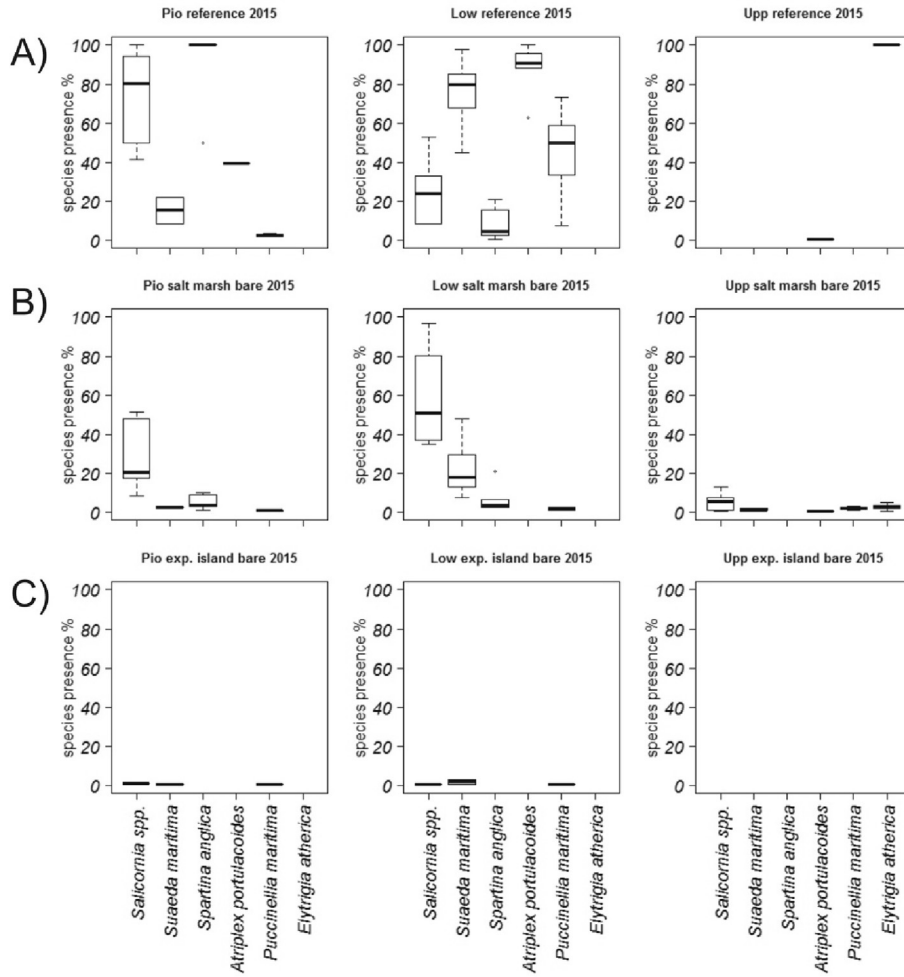 A)
Pio reference 2015
Low reference 2015
Upp reference 2015
species presence %
100
80
60
40
20
0
species presence %
100
80
60
40
20
0
species presence %
100
80
60
40
20
0
B)
Pio salt marsh bare 2015
Low salt marsh bare 2015
Upp salt marsh bare 2015
species presence %
100
80
60
40
20
0
species presence %
100
80
60
40
20
0
species presence %
100
80
60
40
20
0
C)
Pio exp. island bare 2015
Low exp. island bare 2015
Upp exp. island bare 2015
species presence %
100
80
60
40
20
0
species presence %
100
80
60
40
20
0
species presence %
100
80
60
40
20
0
Salicornia spp.
Suaeda maritima
Spartina anglica
Atriplex portulacoides
Puccinellia maritima
Elytrigia atherica
Salicornia spp.
Suaeda maritima
Spartina anglica
Atriplex portulacoides
Puccinellia maritima
Elytrigia atherica
Salicornia spp.
Suaeda maritima
Spartina anglica
Atriplex portulacoides
Puccinellia maritima
Elytrigia atherica